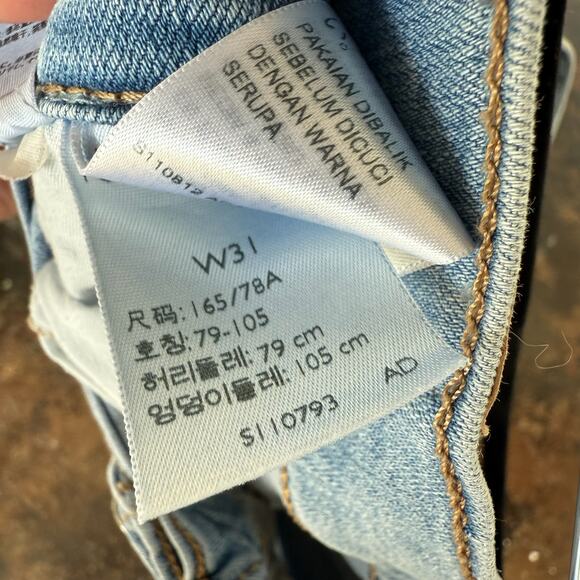 PAKAIAN DIBALIK
SEBELUM DICUCI
DENGAN WARNA
SERUPA
W31
尺码: 165/78A
호칭: 79-105
허리둘레: 79 cm
엉덩이둘레: 105 cm
S110793 AD